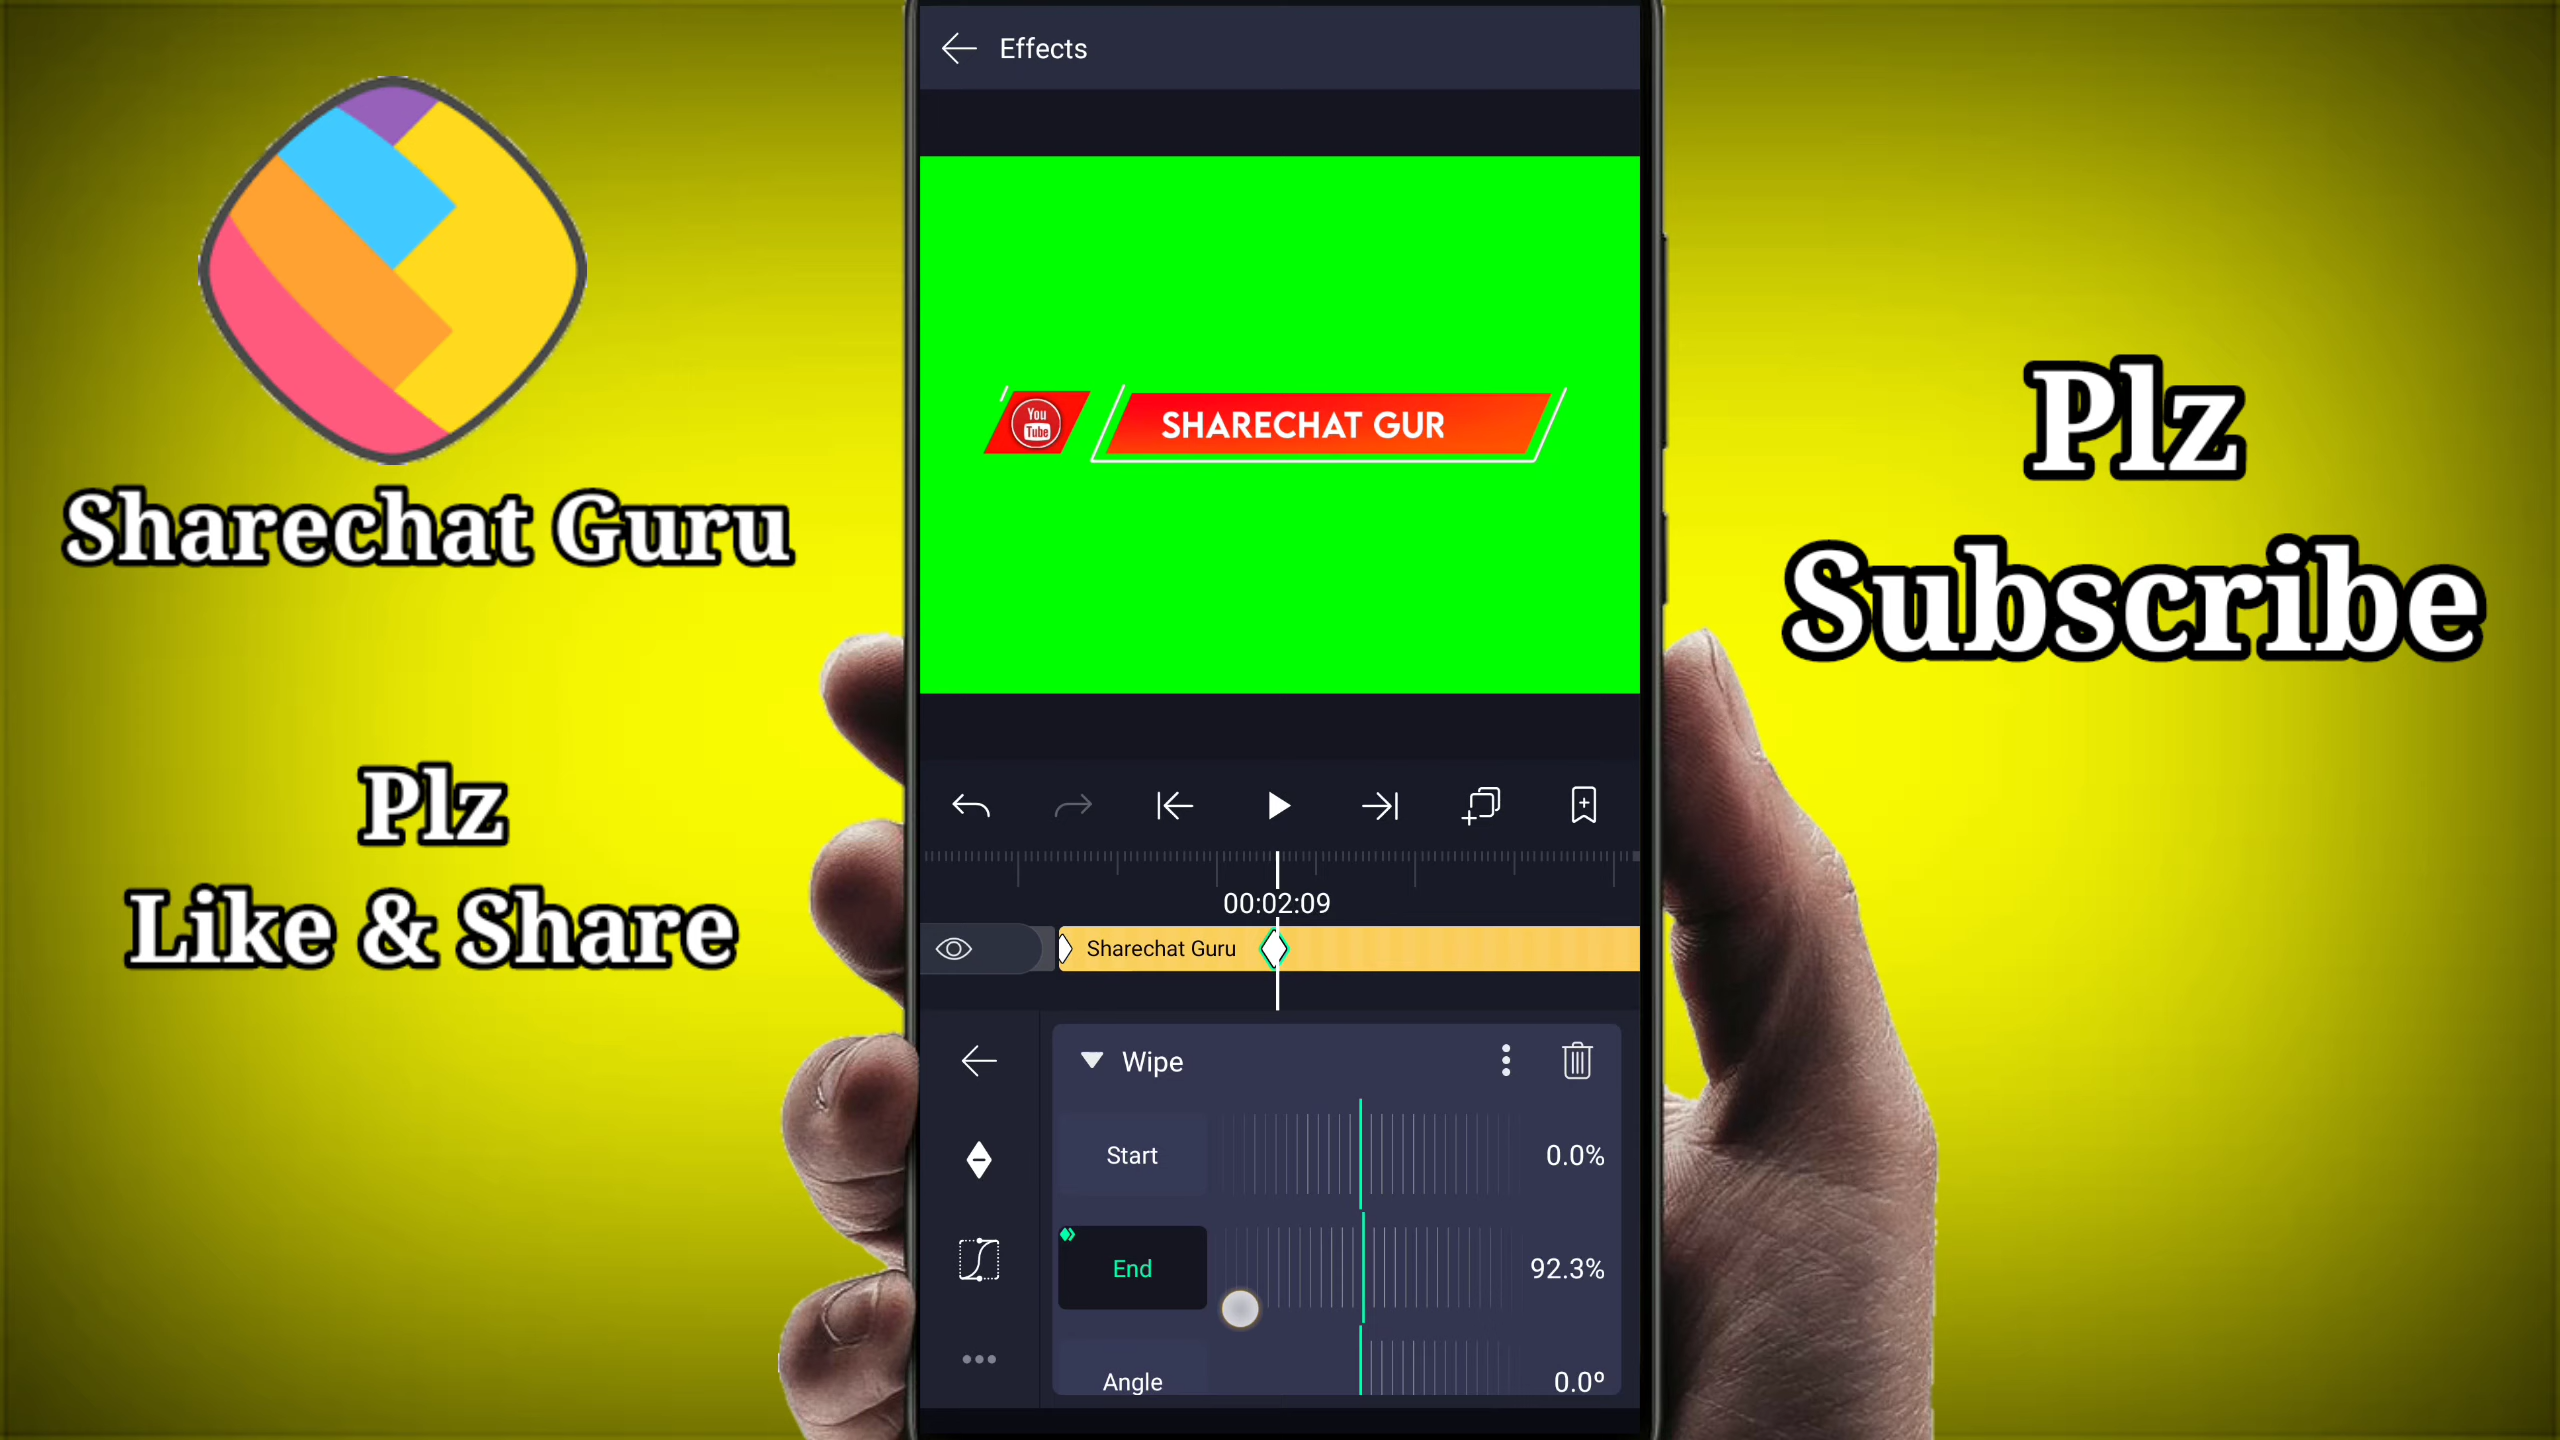 Effects
You
Tube
SHARECHAT GUR
Sharechat Guru
Plz
Like & Share
Plz
Subscribe
00:02:09
Sharechat Guru
Wipe
Start
0.0%
End
92.3%
Angle
0.0º